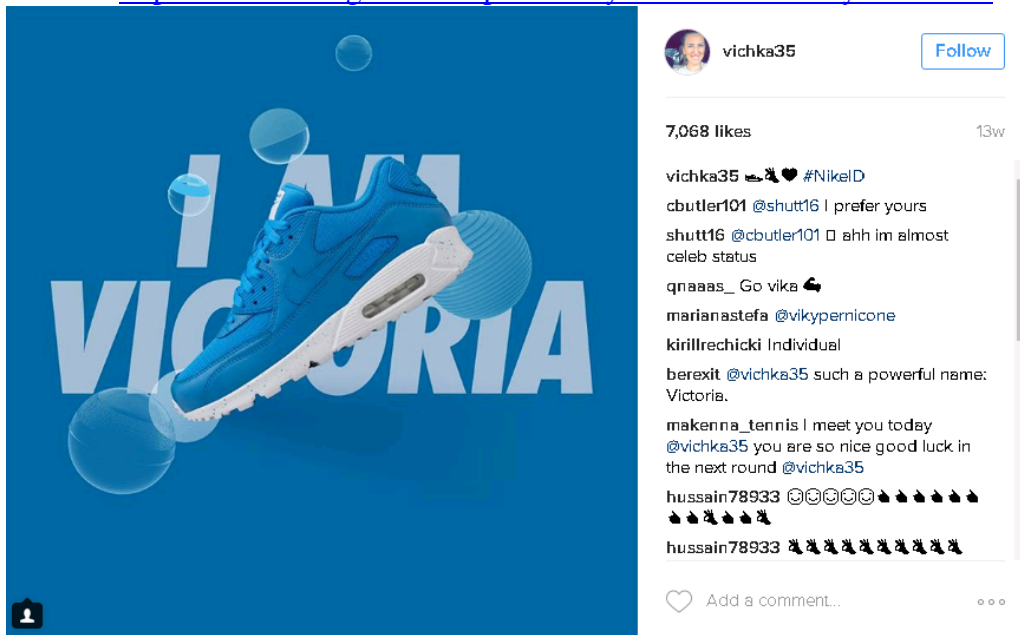 I AM
VICTORIA
vichka35
Follow
7,068 likes
13w
vichka35 👟✌🏿🖤 #NikeID
cbutler101 @shutt16 I prefer yours
shutt16 @cbutler101 □ ahh im almost
celeb status
qnaaas_ Go vika 💪
marianastefa @vikypernicone
kirillrechicki Individual
berexit @vichka35 such a powerful name:
Victoria.
makenna_tennis I meet you today
@vichka35 you are so nice good luck in
the next round @vichka35
hussain78933
hussain78933
Add a comment...